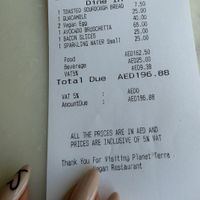 Dine In
1 TOASTED SOURDOUGH BREAD 7.50
1 GUACAMOLE 25.00
2 Vegan Egg 40.00
1 AVOCADO BRUSCHETTA 65.00
1 BACON SLICES 25.00
1 SPARKLING WATER Small 25.00
Food AED162.50
Beverage AED25.00
VAT5% AED9.38
Total Due AED196.88
VAT 5% : AED0
AmountDue : AED196.88
ALL THE PRICES ARE IN AED AND
PRICES ARE INCLUSIVE OF 5% VAT
Thank You For Visiting Planet Terre
Vegan Restaurant